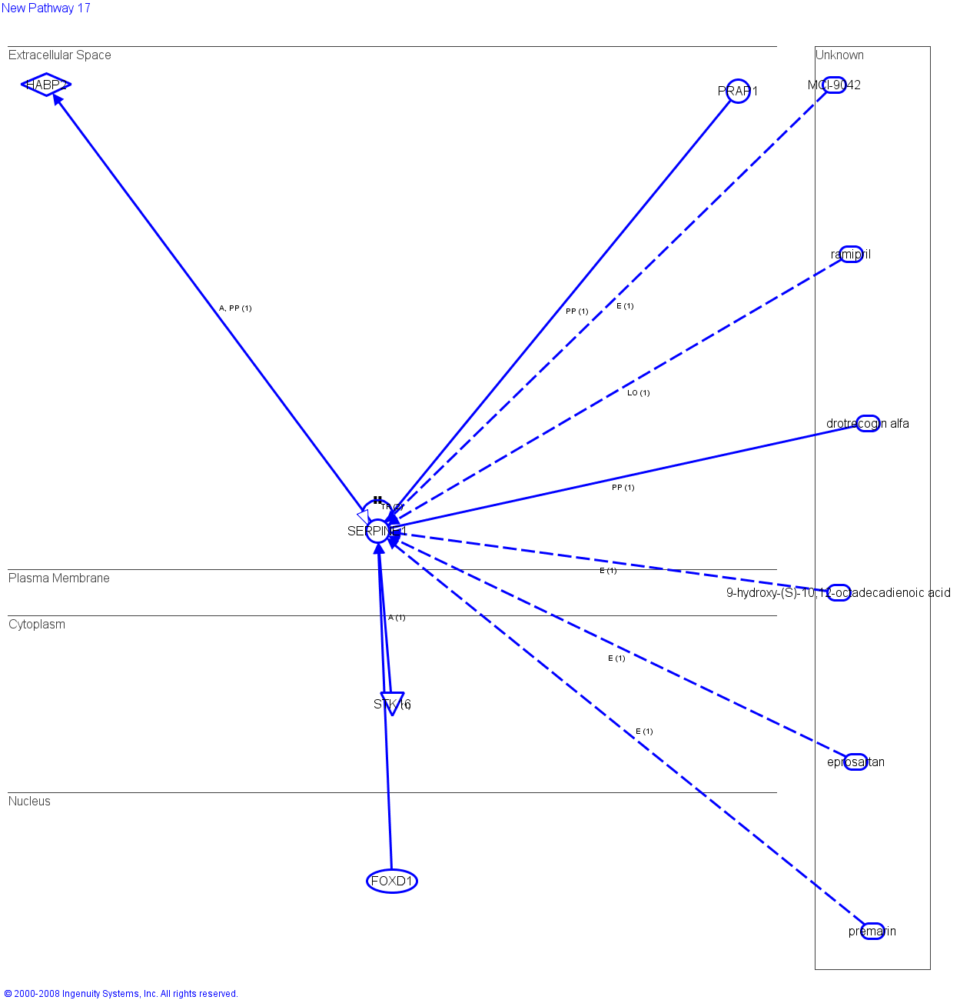 New Pathway 17
Extracellular Space
Unknown
HABP2
PRAP1
MCI-9042
ramipril
A, PP (1)
PP (1)
E (1)
LO (1)
drotrecogin alfa
PP (1)
SERPINE1
E (1)
Plasma Membrane
9-hydroxy-(S)-10,12-octadecadienoic acid
A (1)
Cytoplasm
E (1)
STK16
E (1)
eprosartan
Nucleus
FOXD1
premarin
© 2000-2008 Ingenuity Systems, Inc. All rights reserved.